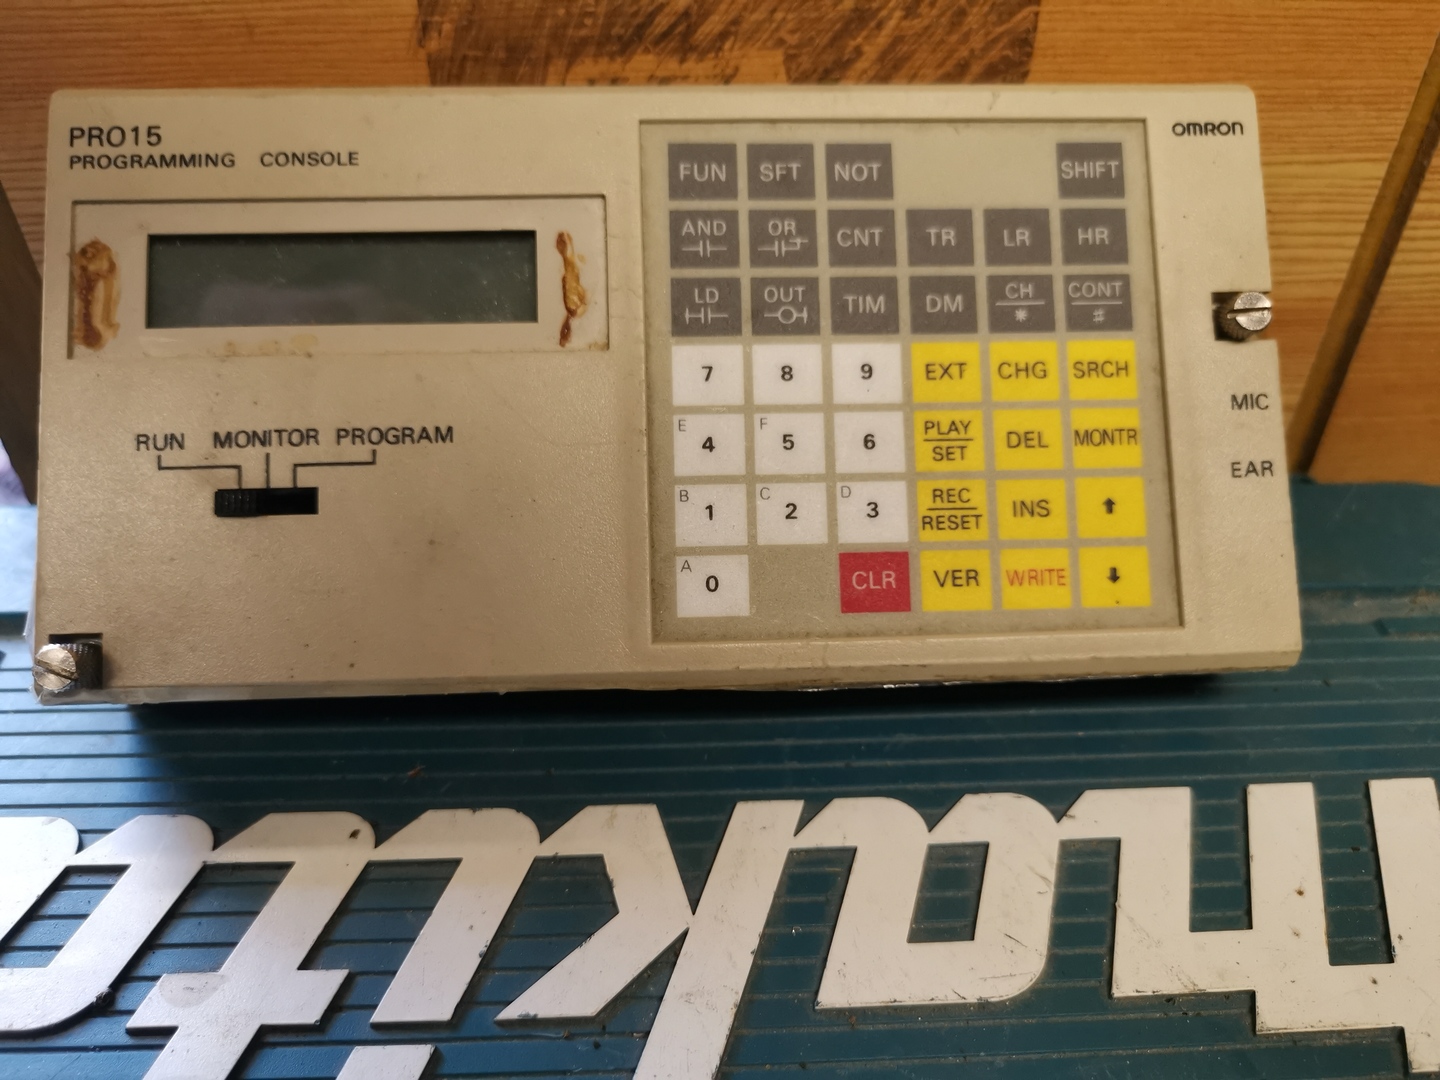 PRO15
PROGRAMMING CONSOLE
OMRON
RUN MONITOR PROGRAM
FUN SFT NOT SHIFT
AND OR CNT TR LR HR
LD OUT TIM DM CH * CONT #
7 8 9 EXT CHG SRCH
E 4 F 5 6 PLAY SET DEL MONTR
B 1 C 2 D 3 REC RESET INS ↑
A 0 CLR VER WRITE ↓
MIC
EAR